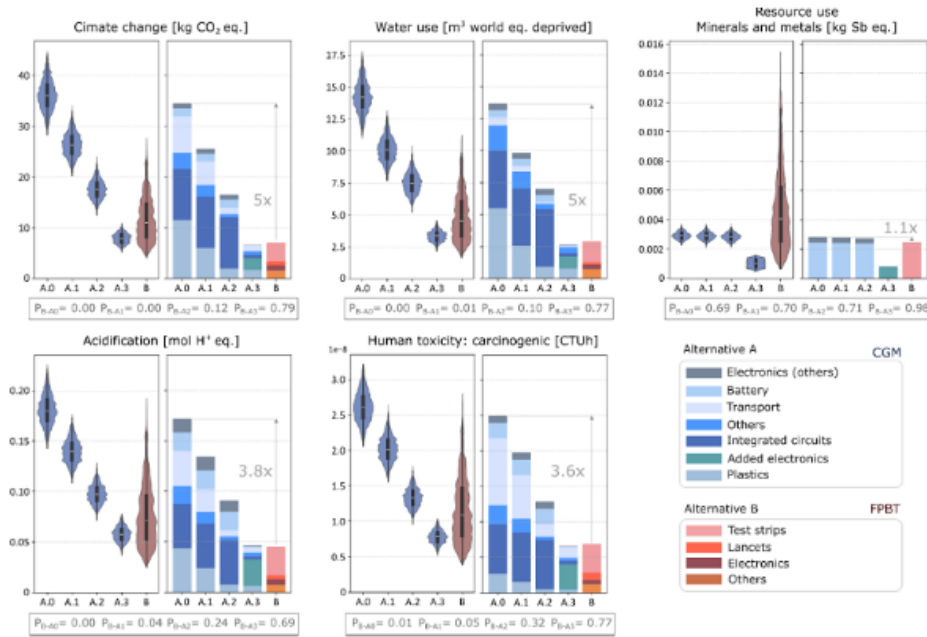 Climate change [kg CO₂ eq.]
40
30
20
10
0
5x
A.0 A.1 A.2 A.3 B
A.0 A.1 A.2 A.3 B
P_B-A0= 0.00 P_B-A1= 0.00 P_B-A2= 0.12 P_B-A3= 0.79
Water use [m³ world eq. deprived]
17.5
15.0
12.5
10.0
7.5
5.0
2.5
0.0
5x
A.0 A.1 A.2 A.3 B
A.0 A.1 A.2 A.3 B
P_B-A0= 0.00 P_B-A1= 0.01 P_B-A2= 0.10 P_B-A3= 0.77
Resource use
Minerals and metals [kg Sb eq.]
0.016
0.014
0.012
0.010
0.008
0.006
0.004
0.002
0.000
1.1x
A.0 A.1 A.2 A.3 B
A.0 A.1 A.2 A.3 B
P_B-A0= 0.69 P_B-A1= 0.70 P_B-A2= 0.71 P_B-A3= 0.98
Acidification [mol H⁺ eq.]
0.20
0.15
0.10
0.05
0
3.8x
A.0 A.1 A.2 A.3 B
A.0 A.1 A.2 A.3 B
P_B-A0= 0.00 P_B-A1= 0.04 P_B-A2= 0.24 P_B-A3= 0.69
Human toxicity: carcinogenic [CTUh]
1e-8
3.0
2.5
2.0
1.5
1.0
0.5
0
3.6x
A.0 A.1 A.2 A.3 B
A.0 A.1 A.2 A.3 B
P_B-A0= 0.01 P_B-A1= 0.05 P_B-A2= 0.32 P_B-A3= 0.77
Alternative A CGM
Electronics (others)
Battery
Transport
Others
Integrated circuits
Added electronics
Plastics
Alternative B FPBT
Test strips
Lancets
Electronics
Others